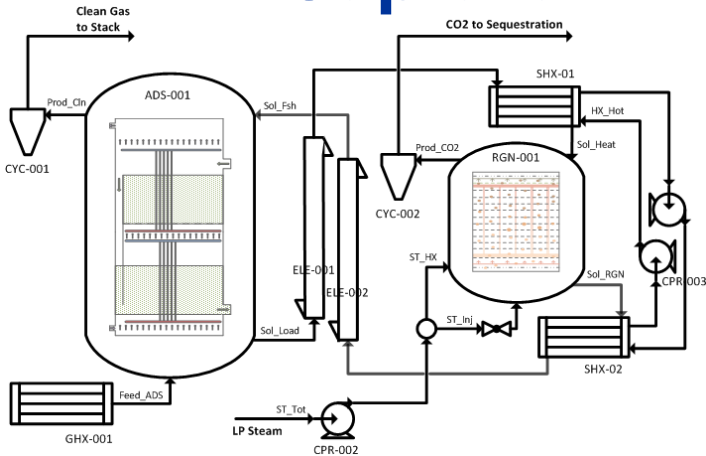 Clean Gas
to Stack
CO2 to Sequestration
Prod_Cln
ADS-001
Sol_Fsh
SHX-01
HX_Hot
Sol_Heat
CYC-001
Prod_CO2
RGN-001
CYC-002
ST_HX
ELE-001
ELE-002
CPR-003
Sol_RGN
Sol_Load
ST_Inj
SHX-02
Feed_ADS
GHX-001
ST_Tot
LP Steam
CPR-002